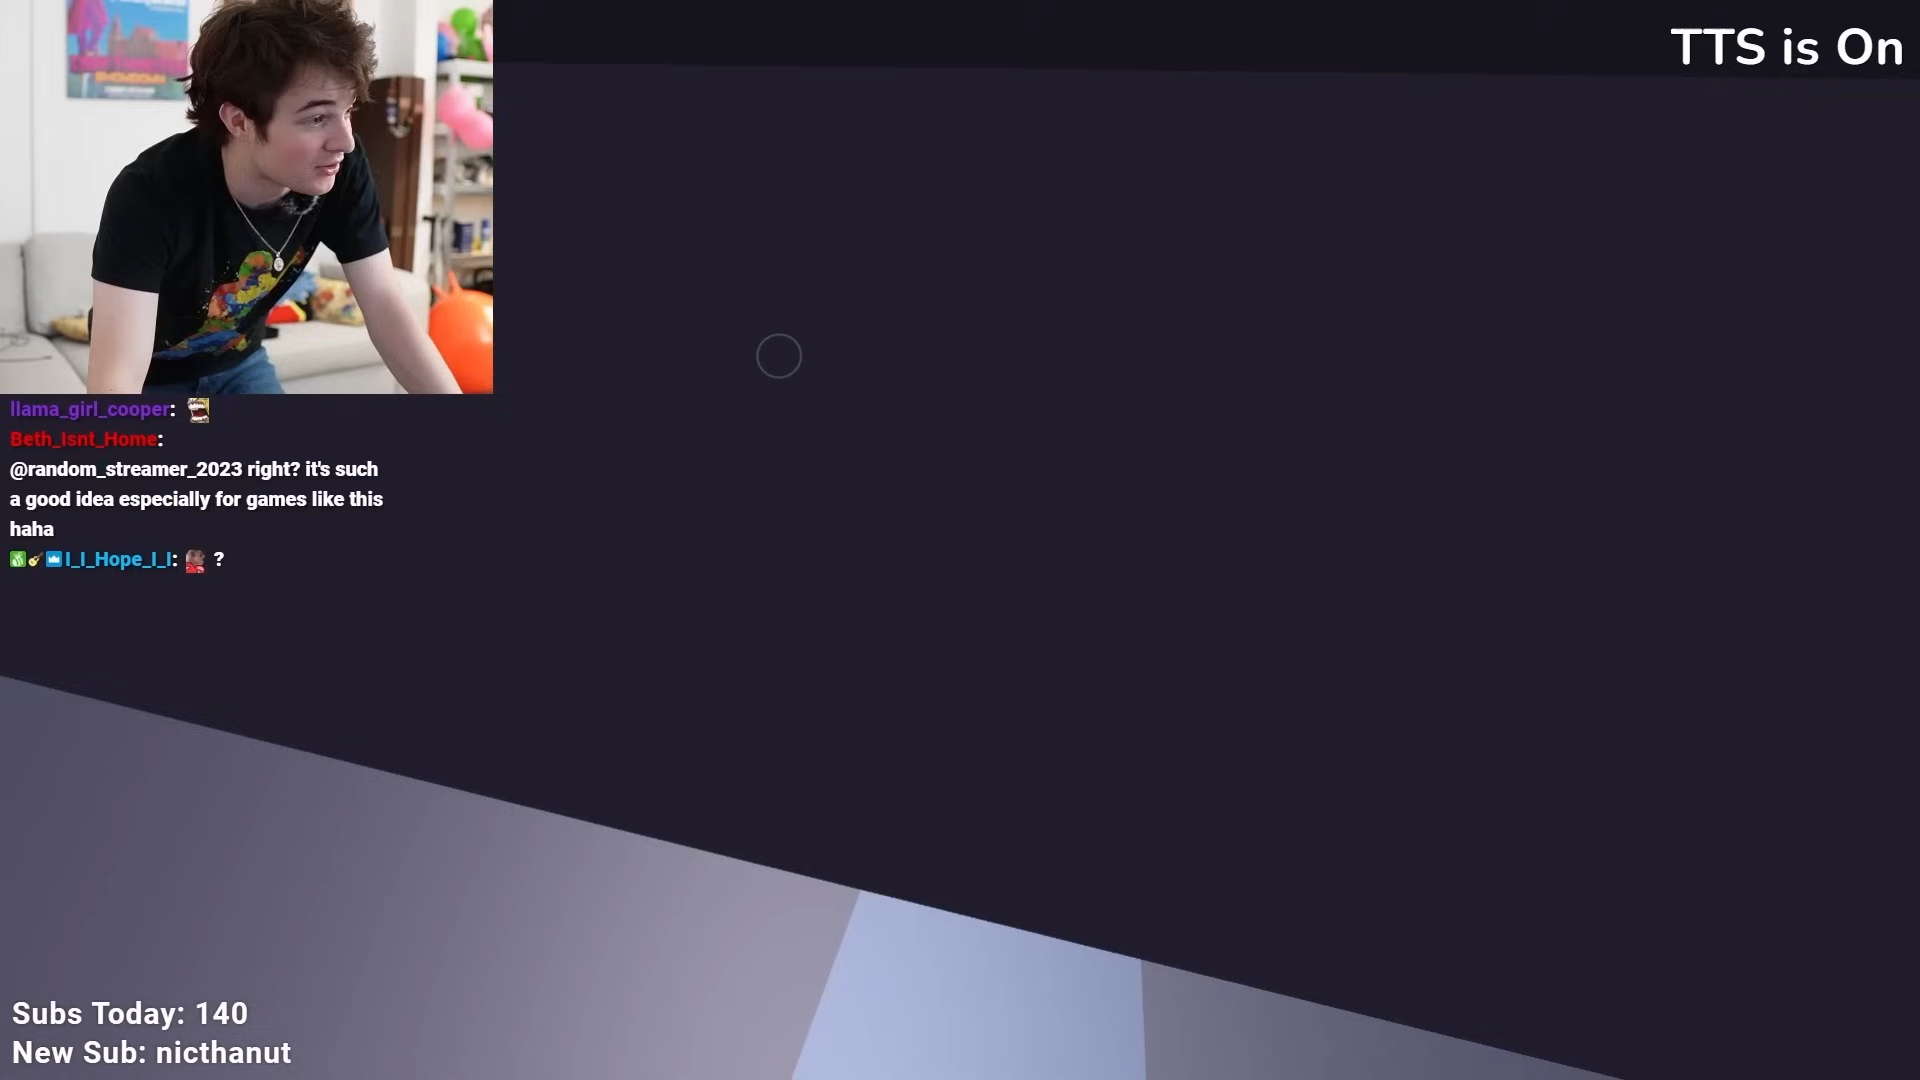 TTS is On
llama_girl_cooper:
Beth_Isnt_Home:
@random_streamer_2023 right? it's such
a good idea especially for games like this
haha
I_I_Hope_I_I: ?
Subs Today: 140
New Sub: nicthanut